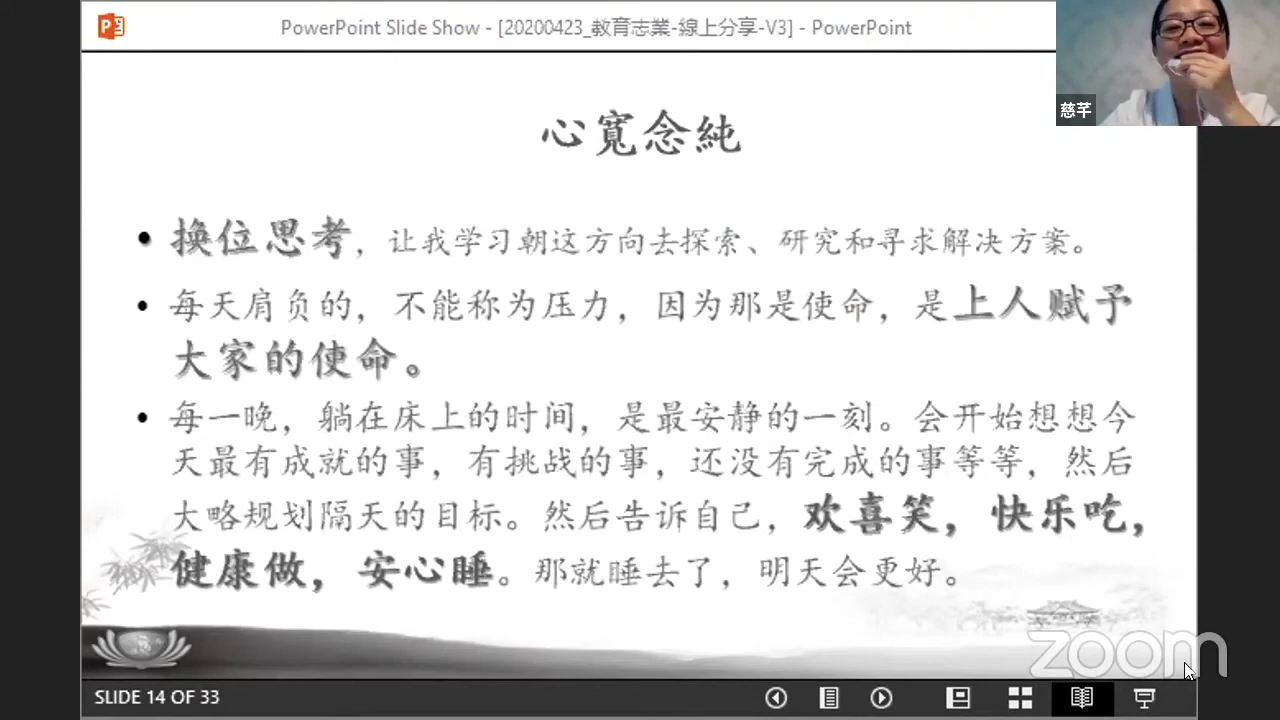 PowerPoint Slide Show - [20200423_教育志業-線上分享-V3] - PowerPoint
慈芊
心寬念純
• 换位思考，让我学习朝这方向去探索、研究和寻求解决方案。
• 每天肩负的，不能称为压力，因为那是使命，是上人赋予
大家的使命。
• 每一晚，躺在床上的时间，是最安静的一刻。会开始想想今
天最有成就的事，有挑战的事，还没有完成的事等等，然后
大略规划隔天的目标。然后告诉自己，欢喜笑，快乐吃，
健康做，安心睡。那就睡去了，明天会更好。
zoom
SLIDE 14 OF 33